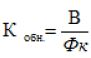 К обн. = В / Фк